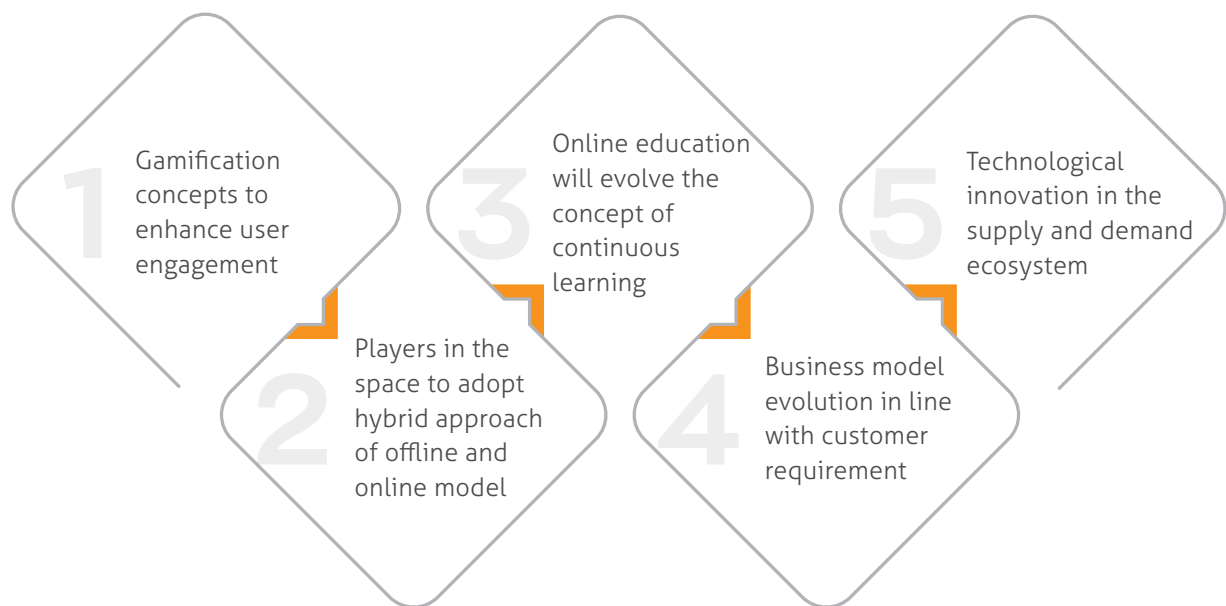 1
Gamification
concepts to
enhance user
engagement
2
Players in the
space to adopt
hybrid approach
of offline and
online model
3
Online education
will evolve the
concept of
continuous
learning
4
Business model
evolution in line
with customer
requirement
5
Technological
innovation in the
supply and demand
ecosystem